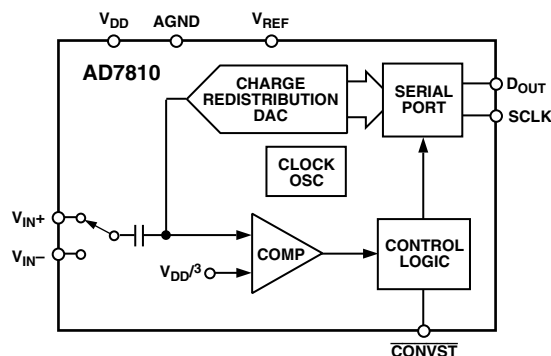 VDD AGND VREF
AD7810
CHARGE
REDISTRIBUTION
DAC
SERIAL
PORT
DOUT
SCLK
CLOCK
OSC
VIN+
VIN–
COMP
VDD/3
CONTROL
LOGIC
CONVST